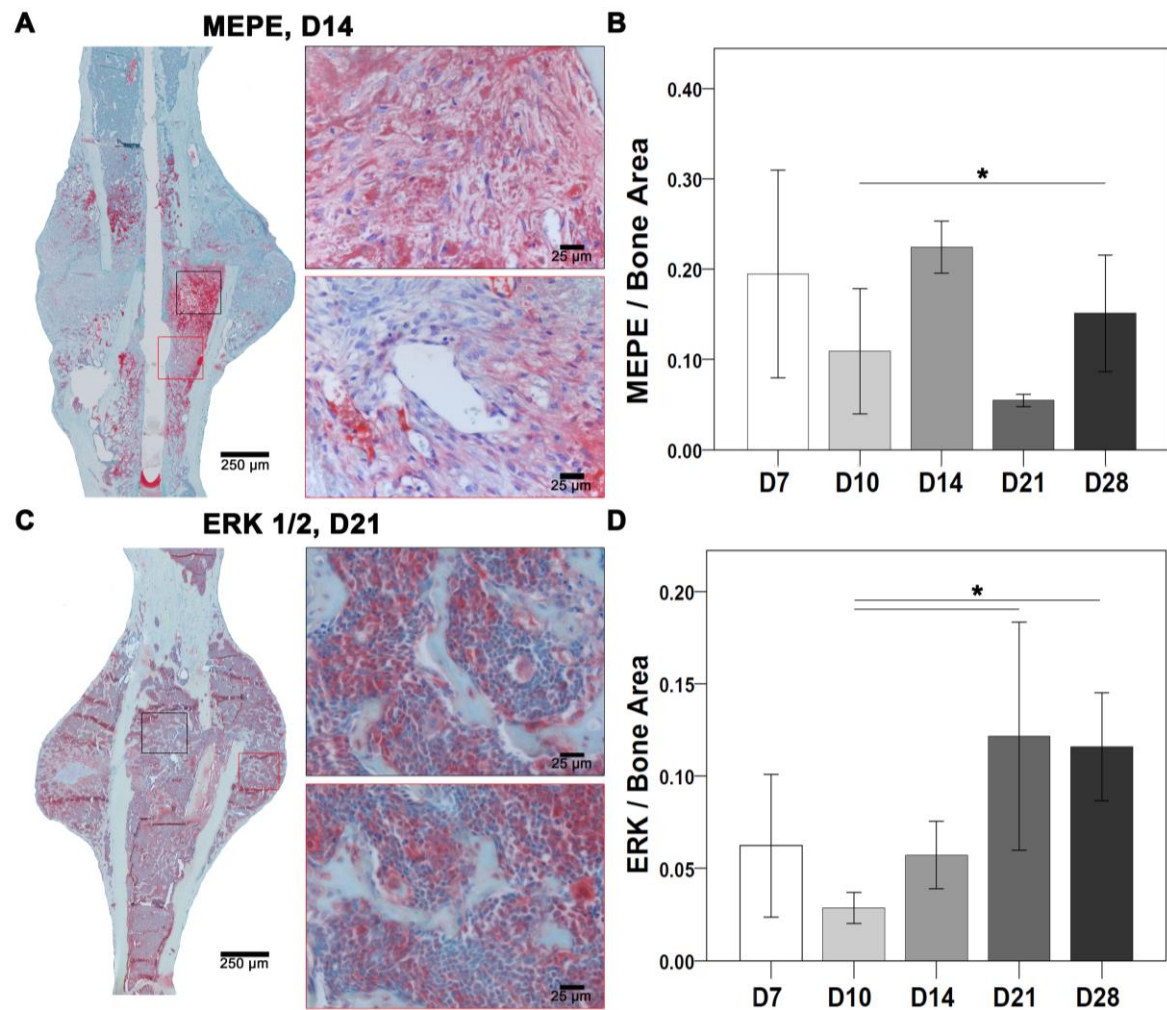 A
MEPE, D14
25 µm
25 µm
250 µm
B
MEPE / Bone Area
0.40
0.30
0.20
0.10
0.00
*
D7 D10 D14 D21 D28
C
ERK 1/2, D21
25 µm
25 µm
250 µm
D
ERK / Bone Area
0.20
0.15
0.10
0.05
0.00
*
D7 D10 D14 D21 D28